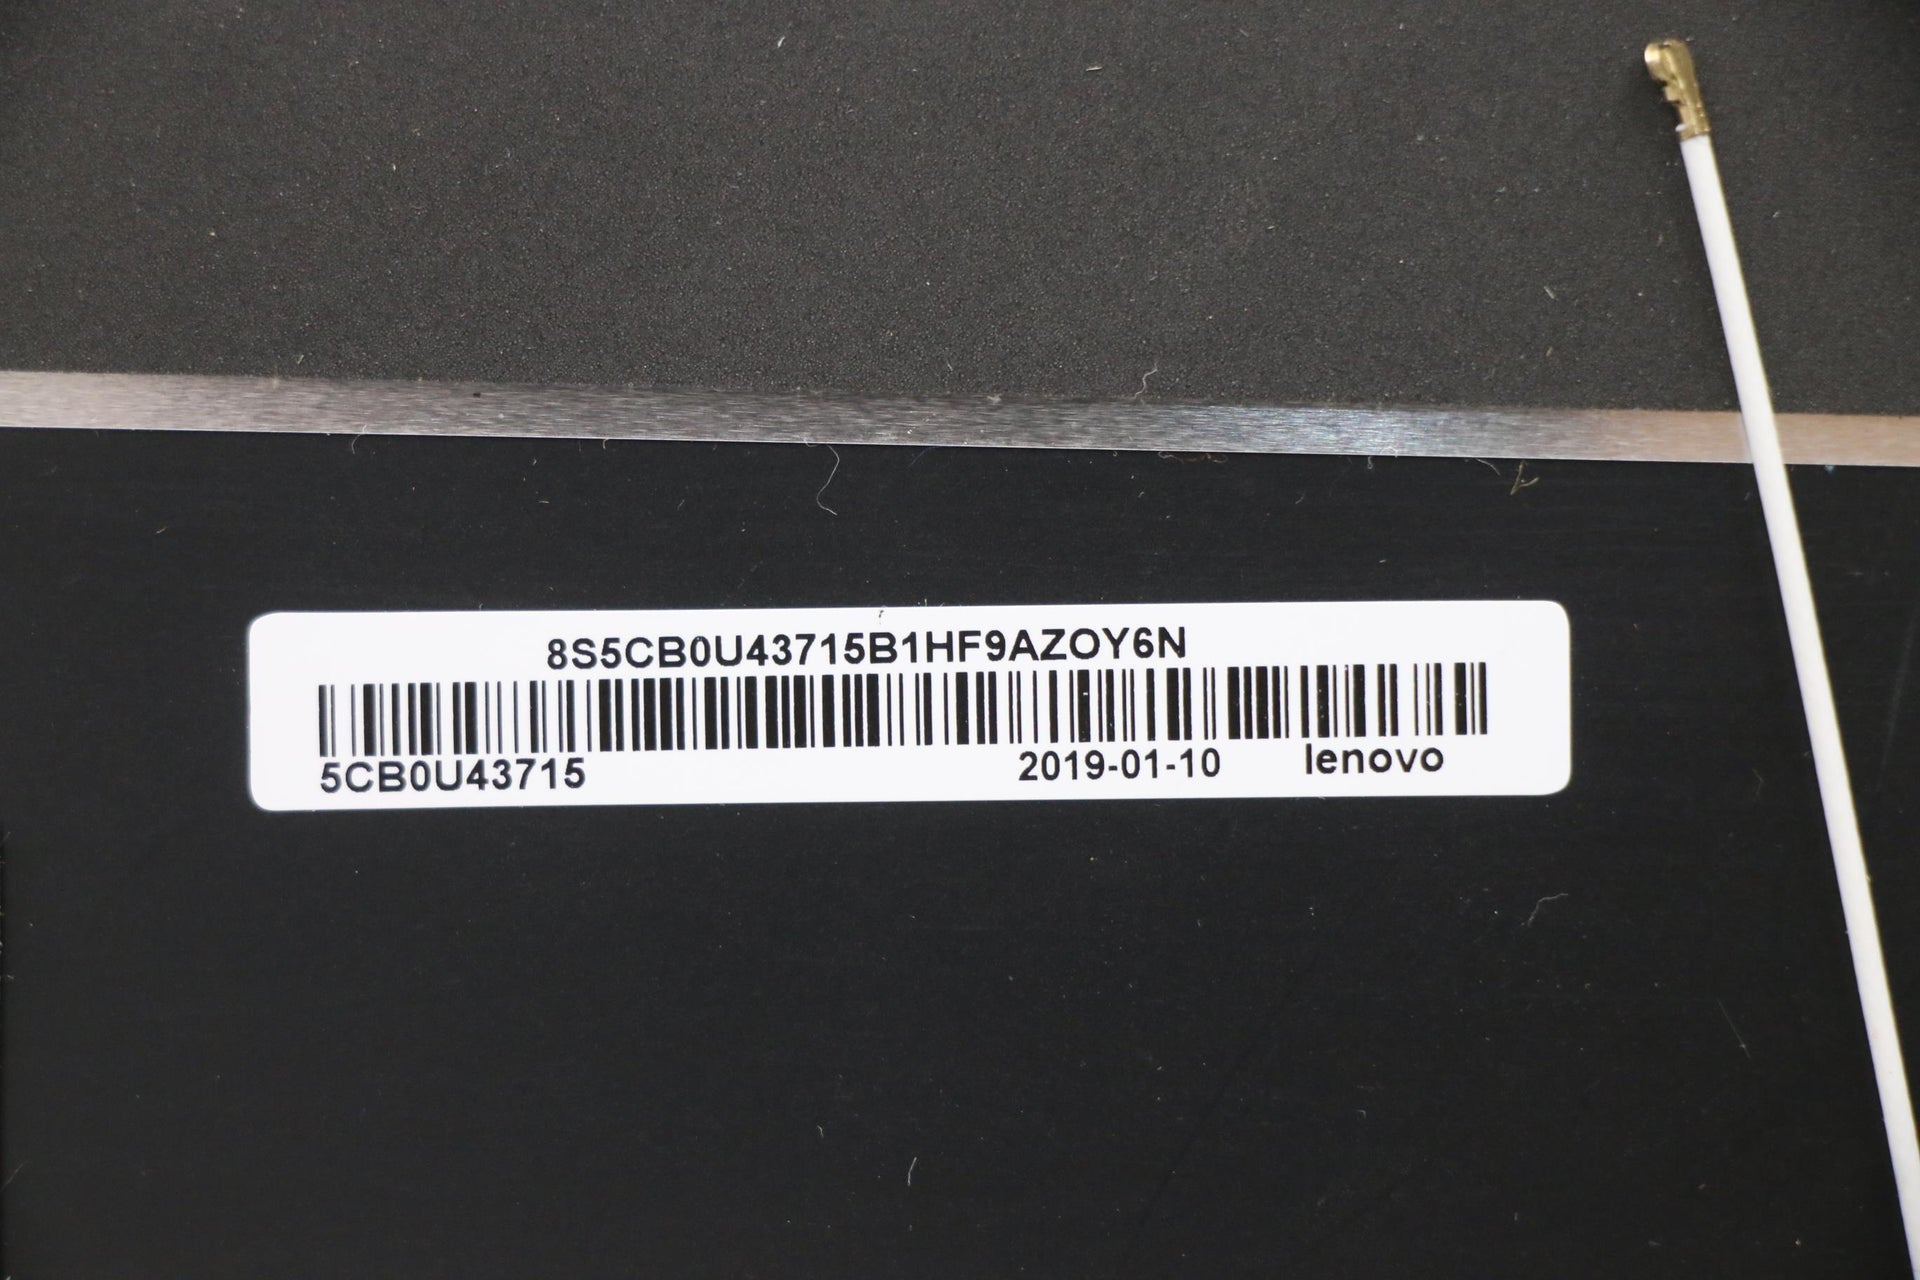 8S5CB0U43715B1HF9AZOY6N
5CB0U43715 2019-01-10 lenovo